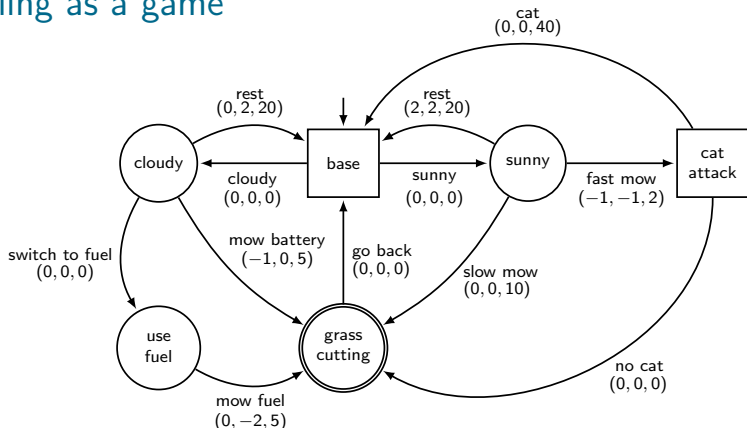 ling as a game
cat
(0, 0, 40)
rest
(0, 2, 20)
rest
(2, 2, 20)
cloudy
base
sunny
cat
attack
cloudy
(0, 0, 0)
sunny
(0, 0, 0)
fast mow
(−1, −1, 2)
switch to fuel
(0, 0, 0)
mow battery
(−1, 0, 5)
go back
(0, 0, 0)
slow mow
(0, 0, 10)
use
fuel
grass
cutting
no cat
(0, 0, 0)
mow fuel
(0, −2, 5)